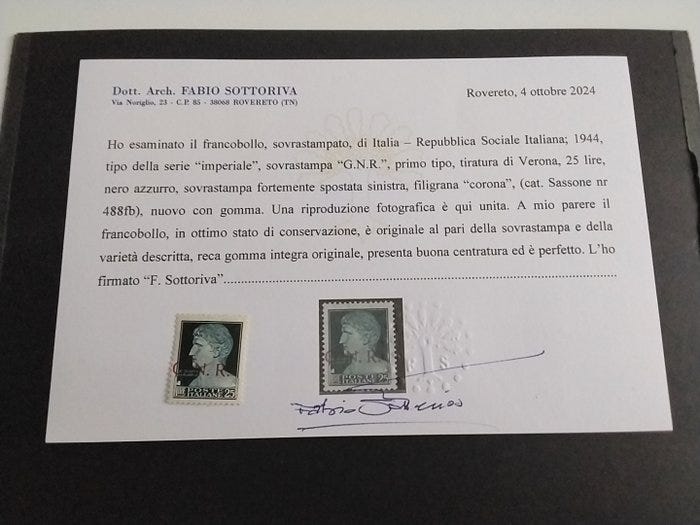 Dott. Arch. FABIO SOTTORIVA
Via Noriglio, 23 - C.P. 85 - 38068 ROVERETO (TN)
Rovereto, 4 ottobre 2024
Ho esaminato il francobollo, sovrastampato, di Italia – Repubblica Sociale Italiana; 1944,
tipo della serie “imperiale”, sovrastampa “G.N.R.”, primo tipo, tiratura di Verona, 25 lire,
nero azzurro, sovrastampa fortemente spostata sinistra, filigrana “corona”, (cat. Sassone nr
488fb), nuovo con gomma. Una riproduzione fotografica è qui unita. A mio parere il
francobollo, in ottimo stato di conservazione, è originale al pari della sovrastampa e della
varietà descritta, reca gomma integra originale, presenta buona centratura ed è perfetto. L’ho
firmato “F. Sottoriva”
G.N.R.
POSTE
ITALIANE
25
G.N.R.
POSTE
ITALIANE
25